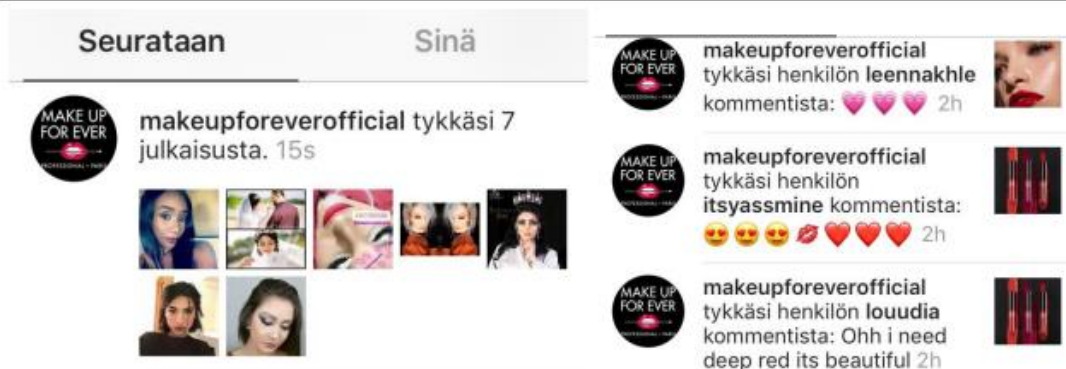 Seurataan
Sinä
MAKE UP
FOR EVER
PROFESSIONAL - PARIS
makeupforeverofficial tykkäsi 7
julkaisusta. 15s
MAKE UP
FOR EVER
makeupforeverofficial
tykkäsi henkilön leennakhle
kommentista: 💗💗💗 2h
MAKE UP
FOR EVER
makeupforeverofficial
tykkäsi henkilön
itsyassmine kommentista:
😍😍😍💋❤️❤️❤️ 2h
MAKE UP
FOR EVER
makeupforeverofficial
tykkäsi henkilön louudia
kommentista: Ohh i need
deep red its beautiful 2h